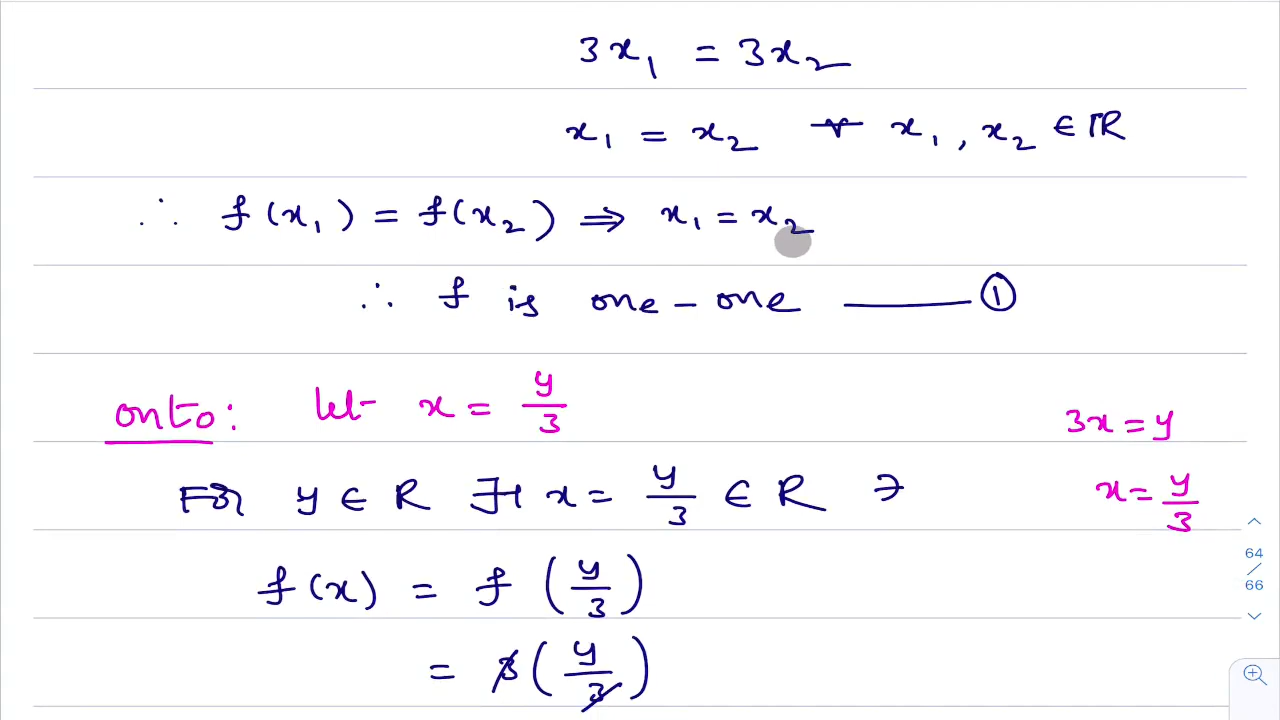 3x₁ = 3x₂
x₁ = x₂ ∀ x₁, x₂ ∈ ℝ
∴ f(x₁) = f(x₂) ⇒ x₁ = x₂
∴ f is one-one —— ①
onto: let x = y/3
3x = y
For y ∈ R ∃ x = y/3 ∈ R ∋
x = y/3
f(x) = f(y/3)
= 3(y/3)
64
/
66